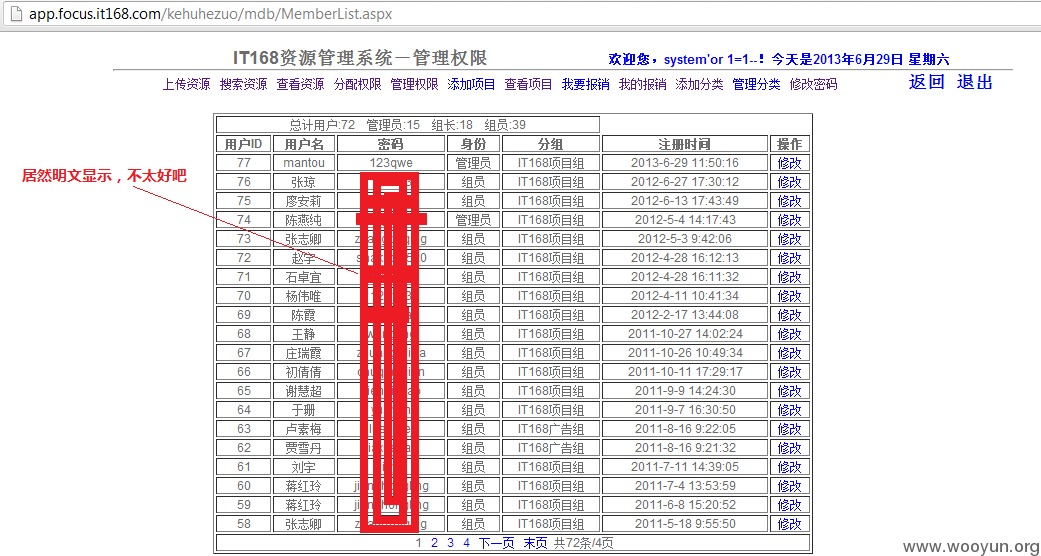 app.focus.it168.com/kehuhezuo/mdb/MemberList.aspx
IT168资源管理系统－管理权限 欢迎您，system'or 1=1--！今天是2013年6月29日 星期六
上传资源 搜索资源 查看资源 分配权限 管理权限 添加项目 查看项目 我要报销 我的报销 添加分类 管理分类 修改密码 返回 退出
总计用户:72 管理员:15 组长:18 组员:39
用户ID 用户名 密码 身份 分组 注册时间 操作
77 mantou 123qwe 管理员 IT168项目组 2013-6-29 11:50:16 修改
居然明文显示，不太好吧
76 张琼 组员 IT168项目组 2012-6-27 17:30:12 修改
75 廖安莉 组员 IT168项目组 2012-6-13 17:43:49 修改
74 陈燕纯 管理员 IT168项目组 2012-5-4 14:17:43 修改
73 张志卿 组员 IT168项目组 2012-5-3 9:42:06 修改
72 赵字 组员 IT168项目组 2012-4-28 16:12:13 修改
71 石卓宜 组员 IT168项目组 2012-4-28 16:11:32 修改
70 杨伟唯 组员 IT168项目组 2012-4-11 10:41:34 修改
69 陈霞 组员 IT168项目组 2012-2-17 13:44:08 修改
68 王静 组员 IT168项目组 2011-10-27 14:02:24 修改
67 庄瑞霞 组员 IT168项目组 2011-10-26 10:49:34 修改
66 初倩倩 组员 IT168项目组 2011-10-11 17:29:17 修改
65 谢慧超 组员 IT168项目组 2011-9-9 14:24:30 修改
64 于珊 组员 IT168项目组 2011-9-7 16:30:50 修改
63 卢素梅 组员 IT168广告组 2011-8-16 9:22:05 修改
62 贾雪丹 组员 IT168广告组 2011-8-16 9:21:32 修改
61 刘宇 组员 IT168项目组 2011-7-11 14:39:05 修改
60 蒋红玲 组员 IT168项目组 2011-7-4 13:53:59 修改
59 蒋红玲 组员 IT168项目组 2011-6-8 15:20:52 修改
58 张志卿 组员 IT168项目组 2011-5-18 9:55:50 修改
1 2 3 4 下一页 末页 共72条/4页
www.wooyun.org